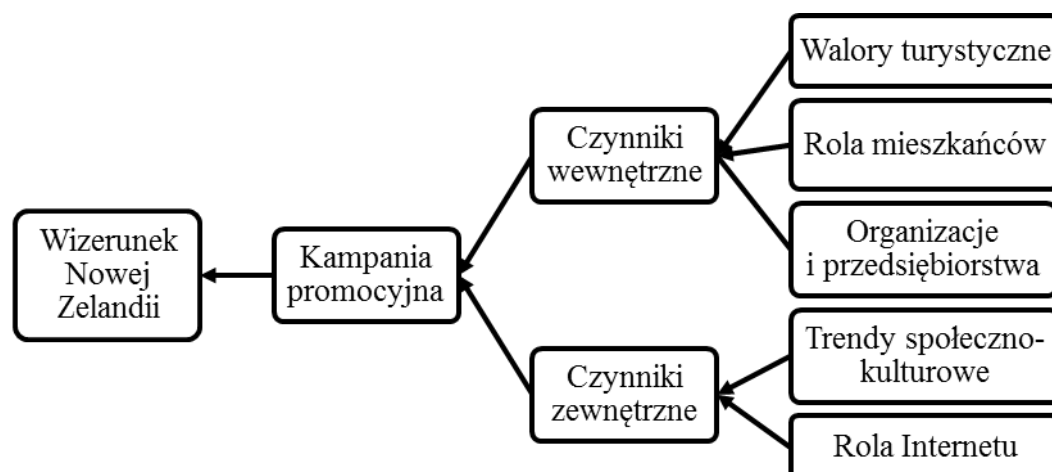 Wizerunek
Nowej
Zelandii
Kampania
promocyjna
Czynniki
wewnętrzne
Czynniki
zewnętrzne
Walory turystyczne
Rola mieszkańców
Organizacje
i przedsiębiorstwa
Trendy społeczno-
kulturowe
Rola Internetu